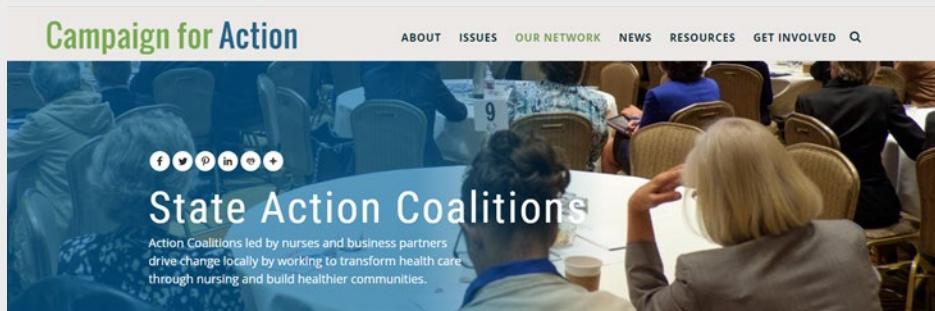 Campaign for Action
ABOUT ISSUES OUR NETWORK NEWS RESOURCES GET INVOLVED
9
State Action Coalitions
Action Coalitions led by nurses and business partners
drive change locally by working to transform health care
through nursing and build healthier communities.